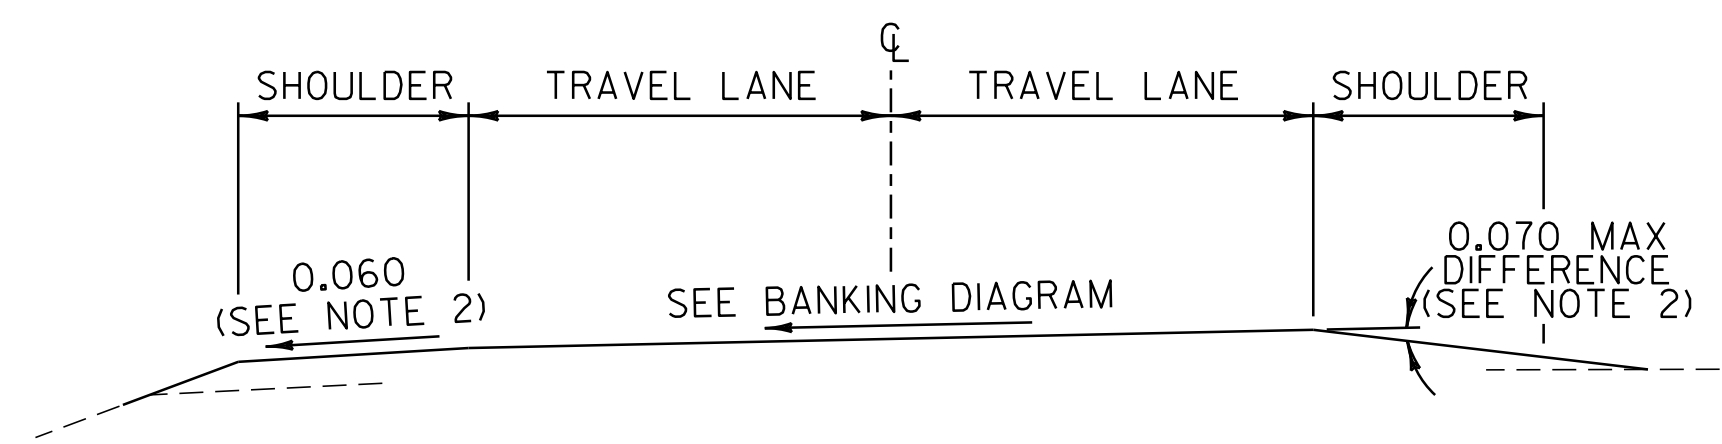 ℄
SHOULDER TRAVEL LANE TRAVEL LANE SHOULDER
0.060
(SEE NOTE 2)
SEE BANKING DIAGRAM
0.070 MAX
DIFFERENCE
(SEE NOTE 2)